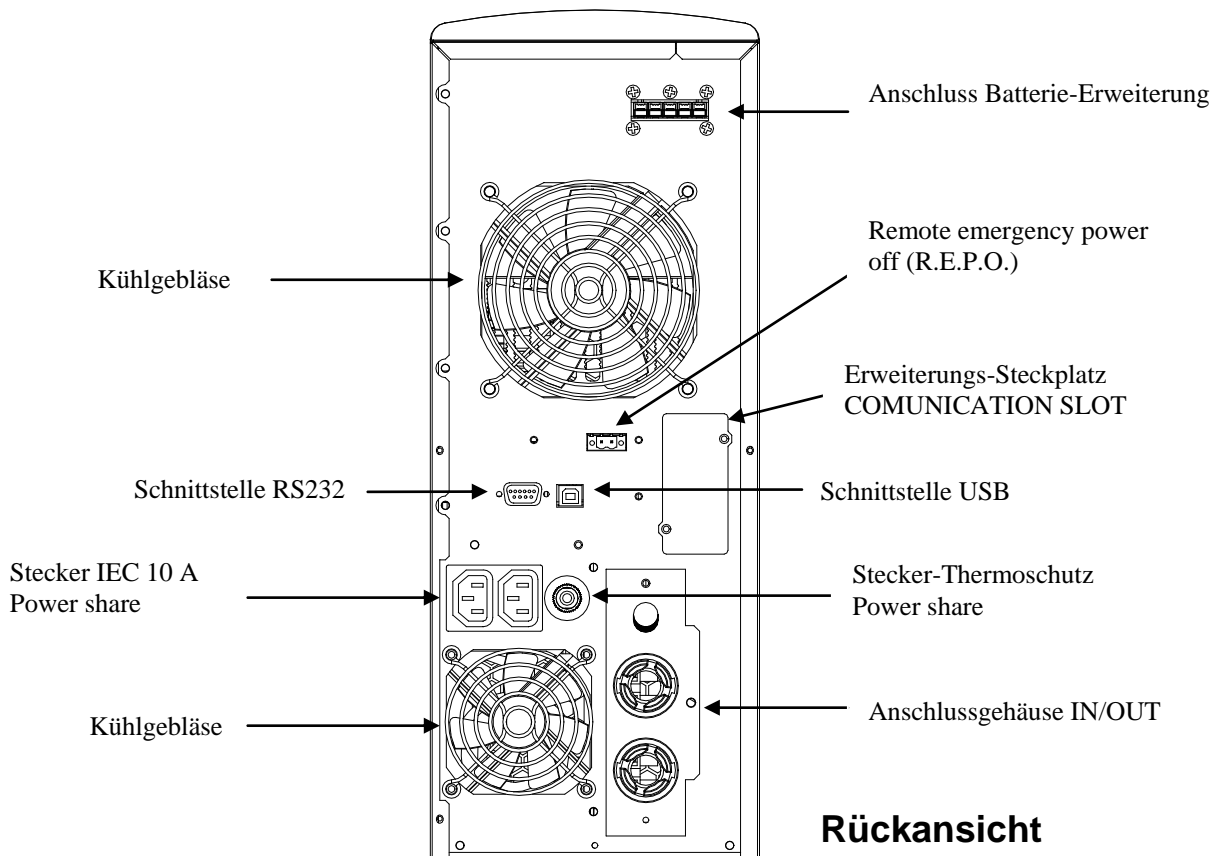 Anschluss Batterie-Erweiterung
Remote emergency power
off (R.E.P.O.)
Kühlgebläse
Erweiterungs-Steckplatz
COMUNICATION SLOT
Schnittstelle RS232
Schnittstelle USB
Stecker IEC 10 A
Power share
Stecker-Thermoschutz
Power share
Kühlgebläse
Anschlussgehäuse IN/OUT
Rückansicht